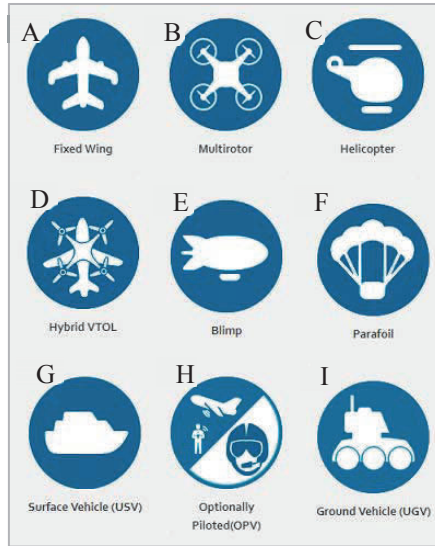 A B C
Fixed Wing Multirotor Helicopter
D E F
Hybrid VTOL Blimp Parafoil
G H I
Surface Vehicle (USV) Optionally Ground Vehicle (UGV)
Piloted(OPV)